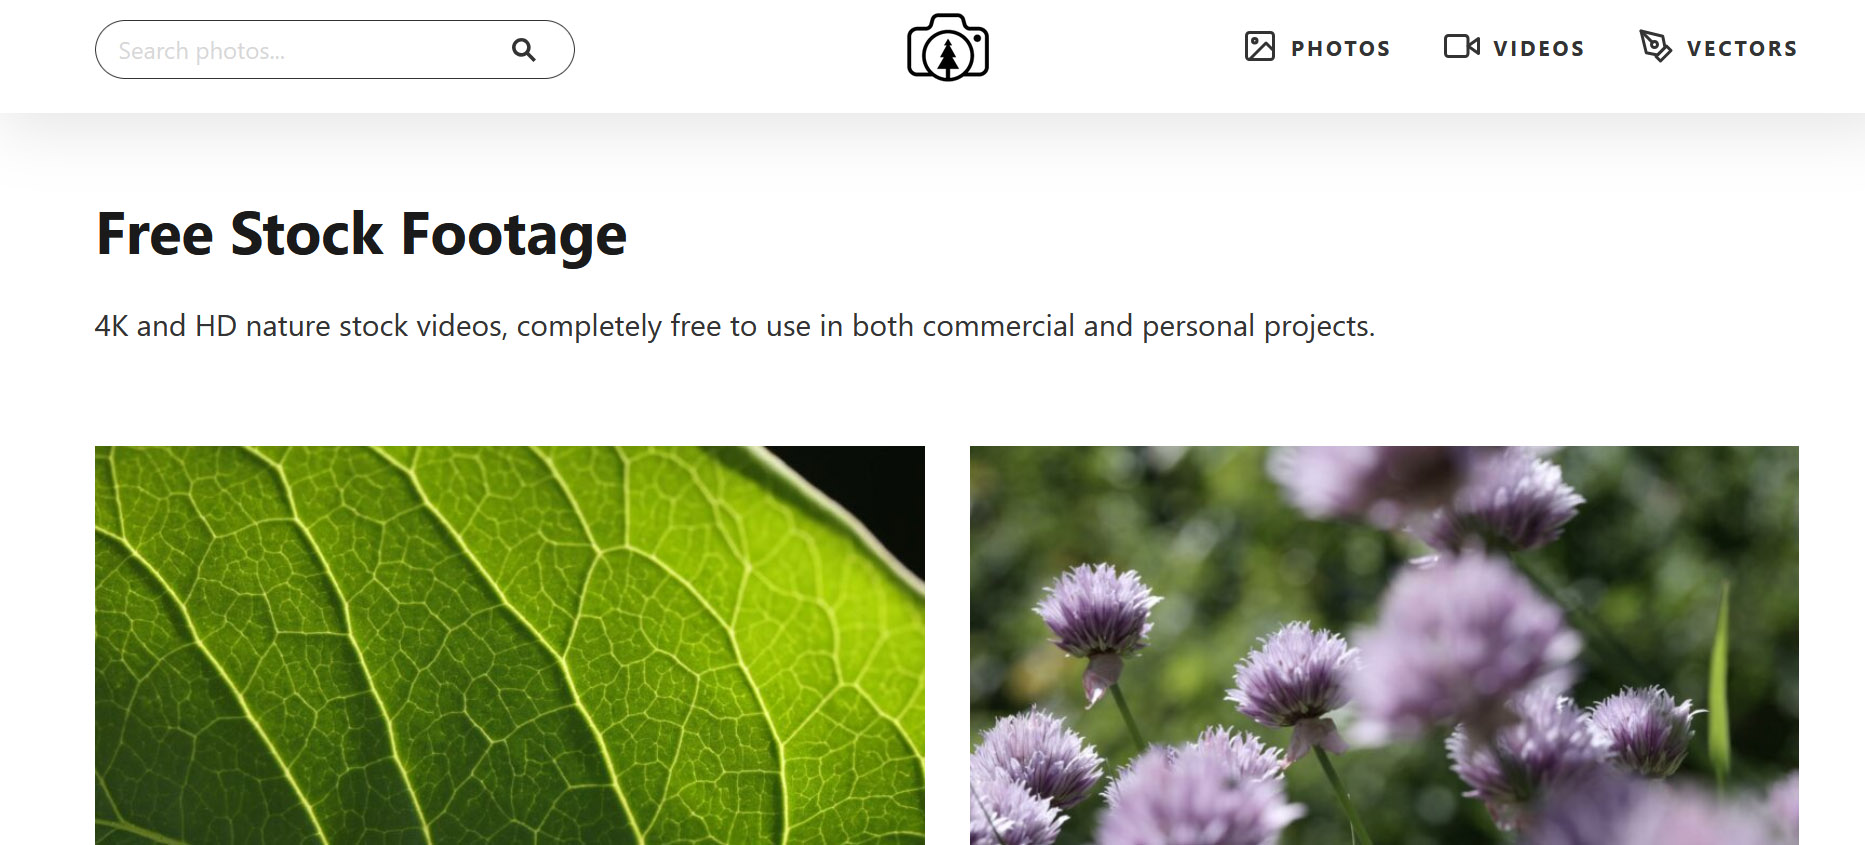 Search photos...
PHOTOS
VIDEOS
VECTORS
Free Stock Footage
4K and HD nature stock videos, completely free to use in both commercial and personal projects.